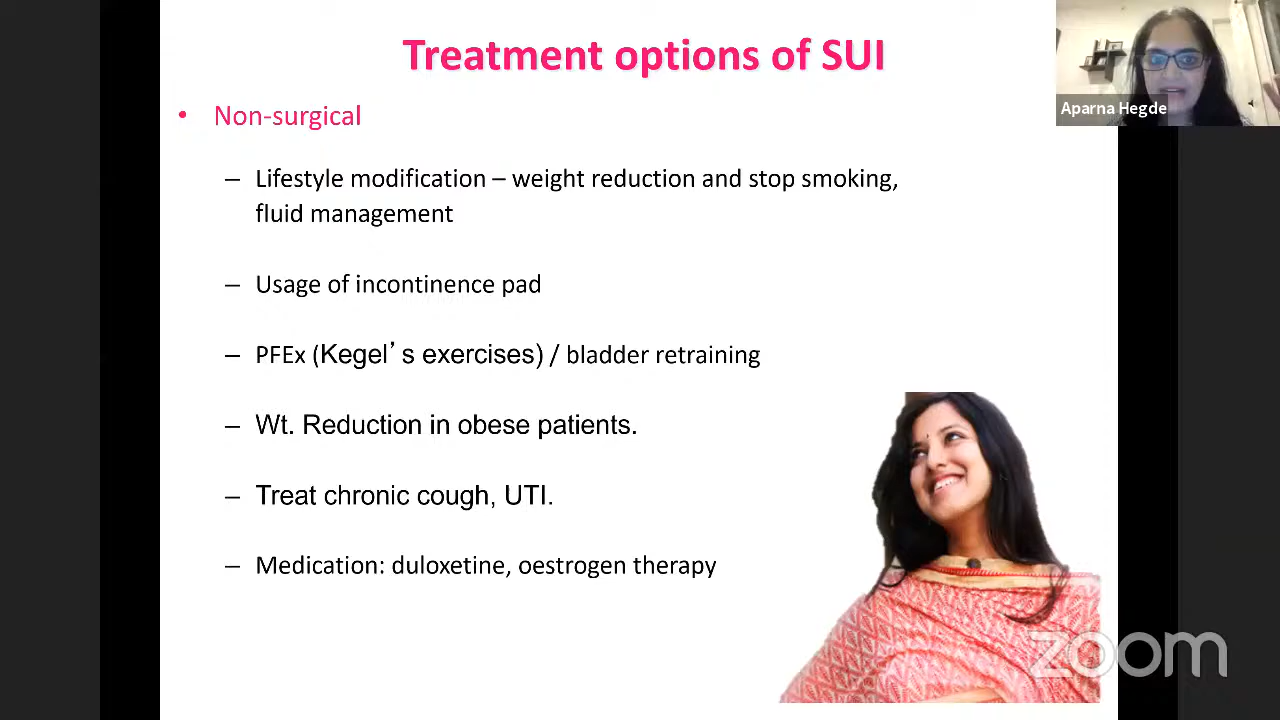 Treatment options of SUI
Aparna Hegde
• Non-surgical
– Lifestyle modification – weight reduction and stop smoking,
fluid management
– Usage of incontinence pad
– PFEx (Kegel’s exercises) / bladder retraining
– Wt. Reduction in obese patients.
– Treat chronic cough, UTI.
– Medication: duloxetine, oestrogen therapy
zoom